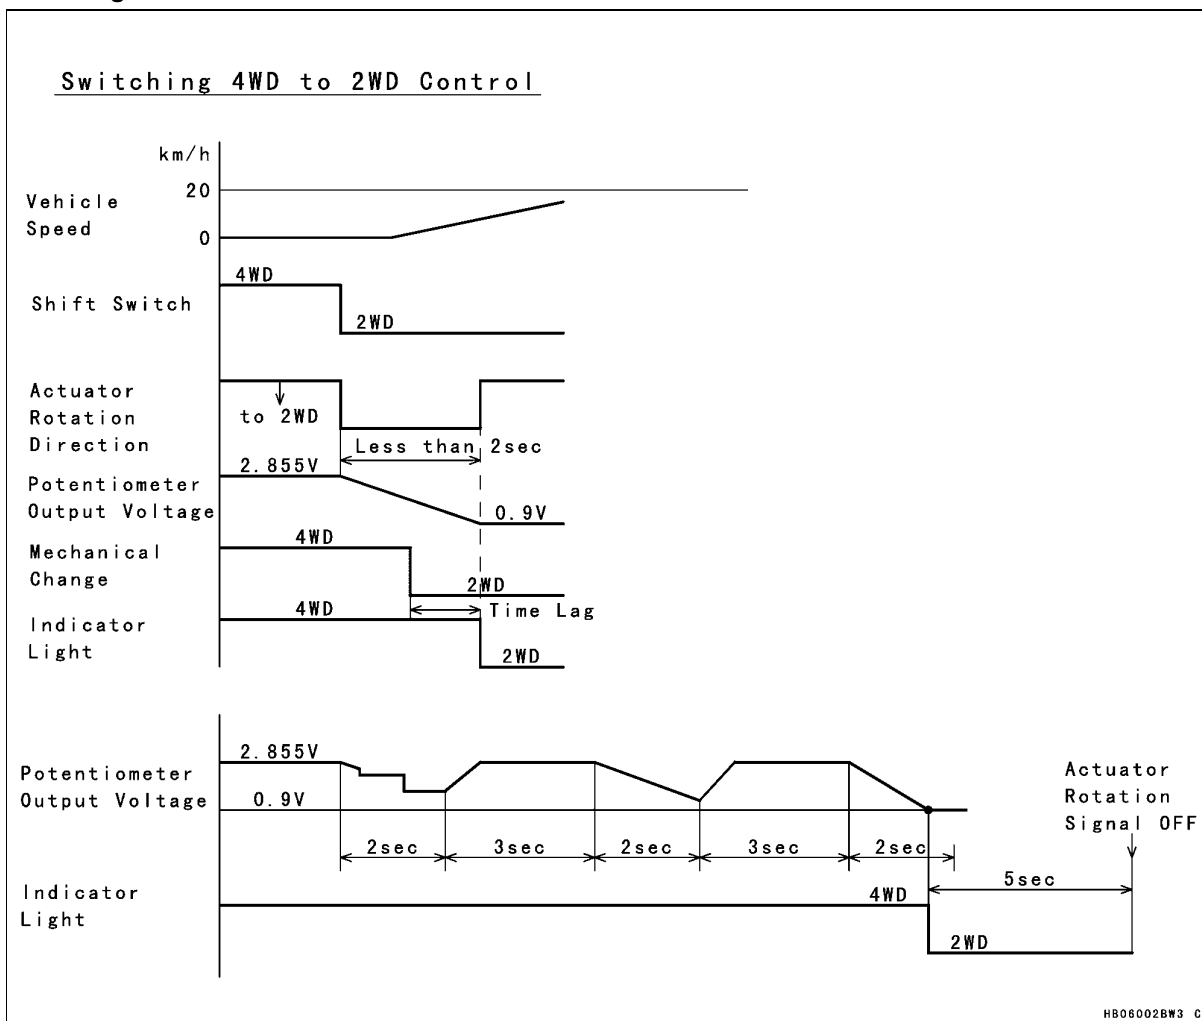 Switching 4WD to 2WD Control
km/h
20
Vehicle
Speed
0
4WD
Shift Switch
2WD
Actuator
Rotation
Direction
to 2WD
Less than 2sec
2.855V
Potentiometer
Output Voltage
0.9V
4WD
Mechanical
Change
2WD
4WD
Time Lag
Indicator
Light
2WD
2.855V
Potentiometer
Output Voltage
0.9V
Actuator
Rotation
Signal OFF
2sec
3sec
2sec
3sec
2sec
5sec
Indicator
Light
4WD
2WD
HB06002BW3 C